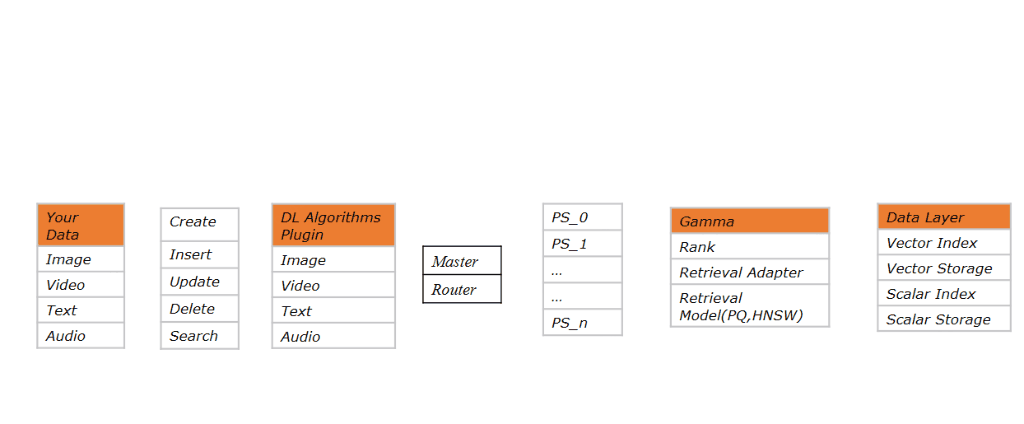 Your
Data
Image
Video
Text
Audio
Create
Insert
Update
Delete
Search
DL Algorithms
Plugin
Image
Video
Text
Audio
Master
Router
PS_0
PS_1
...
...
PS_n
Gamma
Rank
Retrieval Adapter
Retrieval
Model(PQ,HNSW)
Data Layer
Vector Index
Vector Storage
Scalar Index
Scalar Storage